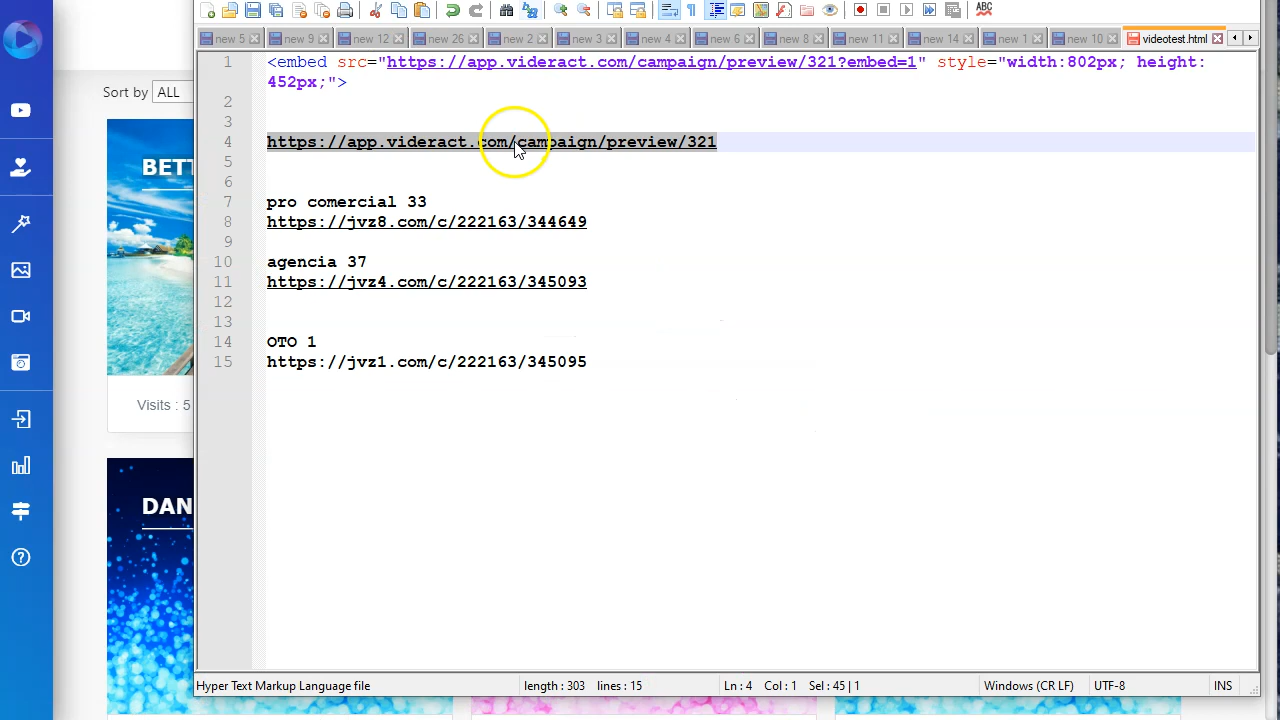 ABC
new 5
new 9
new 12
new 26
new 2
new 3
new 4
new 6
new 8
new 11
new 14
new 1
new 10
videotest.html
1
<embed src="https://app.videract.com/campaign/preview/321?embed=1" style="width:802px; height:
452px;">
2
3
4 https://app.videract.com/campaign/preview/321
5
6
7 pro comercial 33
8 https://jvz8.com/c/222163/344649
9
10 agencia 37
11 https://jvz4.com/c/222163/345093
12
13
14 OTO 1
15 https://jvz1.com/c/222163/345095
Sort by ALL
BETT
Visits : 5
DAN
Hyper Text Markup Language file
length : 303 lines : 15
Ln : 4 Col : 1 Sel : 45 | 1
Windows (CR LF)
UTF-8
INS